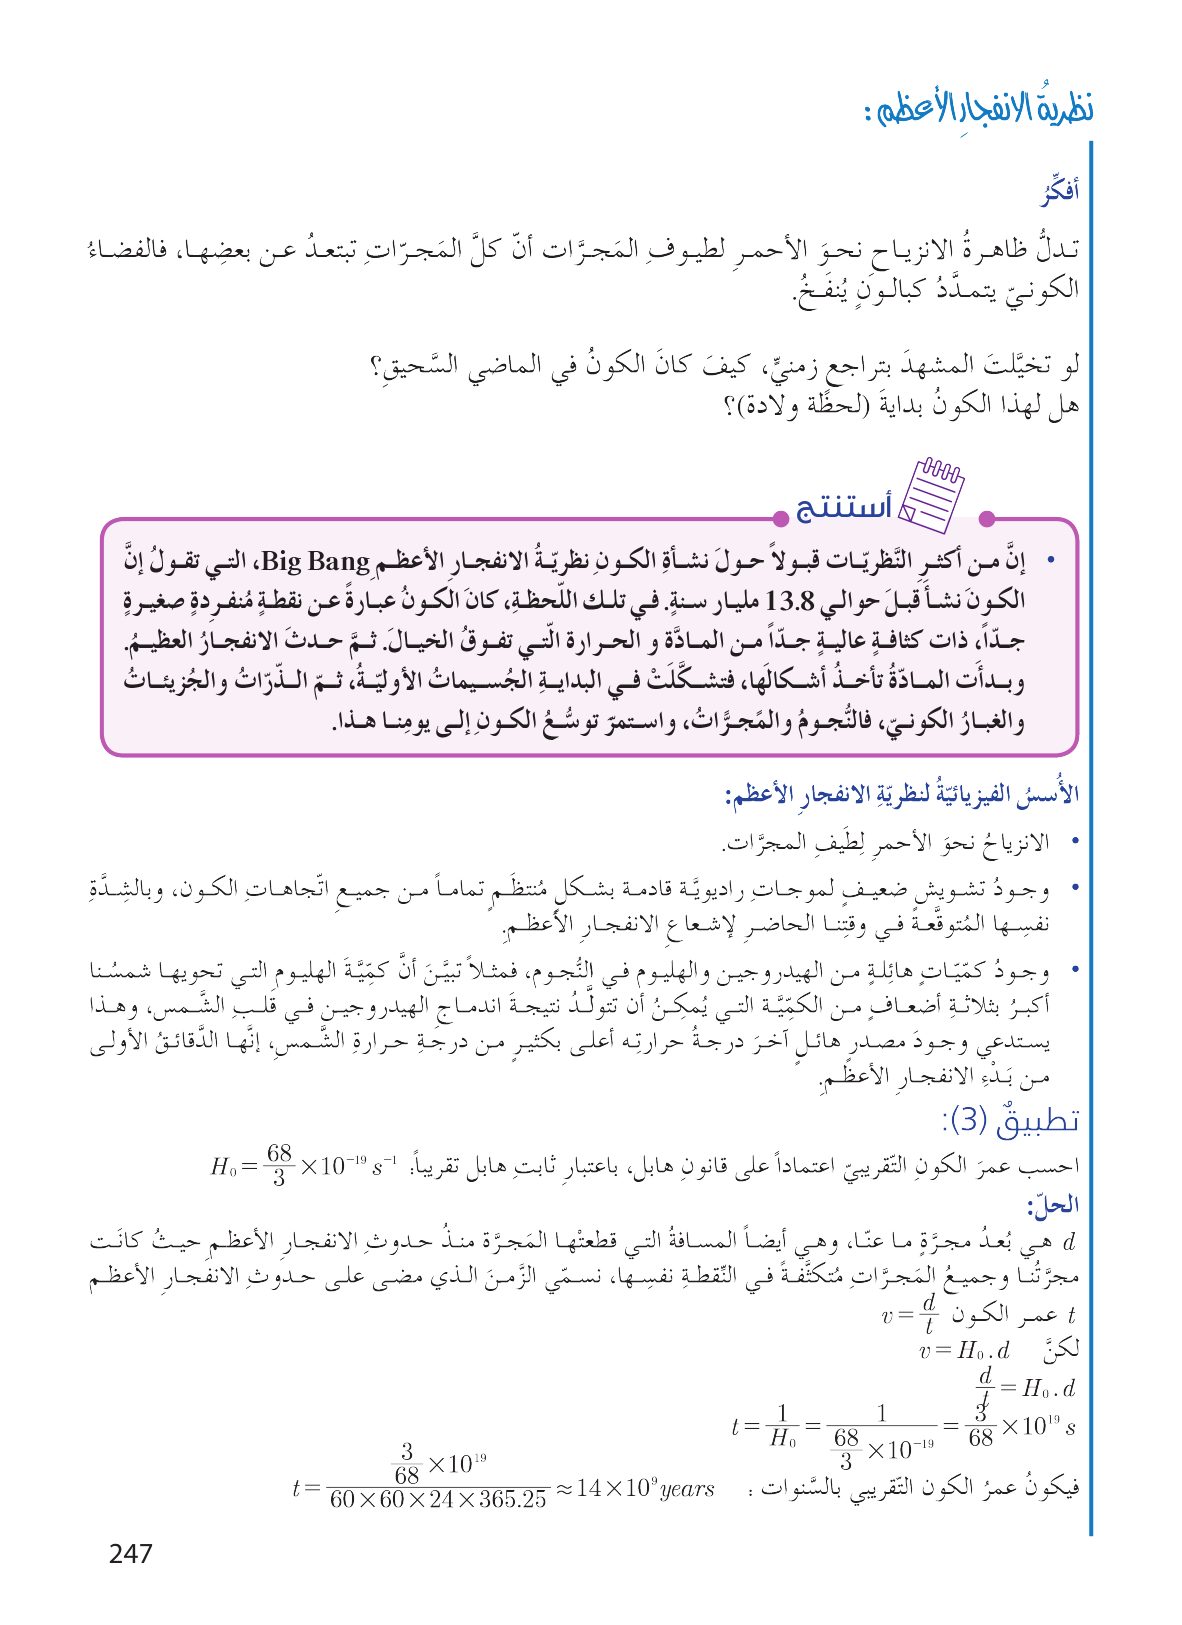 نظريةُ الانفجارِ الأعظم :
أفكِّرُ
تدلُّ ظاهرةُ الانزياحِ نحوَ الأحمرِ لطيوفِ المَجرَّات أنّ كلَّ المَجرّاتِ تبتعدُ عن بعضِها، فالفضاءُ
الكونيّ يتمدَّدُ كبالونٍ يُنفَخُ.
لو تخيَّلتَ المشهدَ بتراجعٍ زمنيٍّ، كيفَ كانَ الكونُ في الماضي السَّحيقِ؟
هل لهذا الكونُ بدايةَ (لحظَة ولادة)؟
أستنتج
• إنَّ من أكثرِ النَّظريّات قبولاً حولَ نشأةِ الكونِ نظريّةُ الانفجارِ الأعظمِ Big Bang، التي تقولُ إنَّ
الكونَ نشأَ قبلَ حوالي 13.8 مليار سنةٍ. في تلك اللّحظةِ، كانَ الكونُ عبارةً عن نقطةٍ مُنفردةٍ صغيرةٍ
جدّاً، ذات كثافةٍ عاليةٍ جدّاً من المادَّة و الحرارة الّتي تفوقُ الخيالَ. ثمَّ حدثَ الانفجارُ العظيمُ.
وبدأَت المادّةُ تأخذُ أشكالَها، فتشكَّلَتْ في البدايةِ الجُسيماتُ الأوليّةُ، ثمّ الذّرّاتُ والجُزيئاتُ
والغبارُ الكونيّ، فالنُّجومُ والمًجرَّاتُ، واستمرّ توسُّعُ الكونِ إلى يومِنا هذا.
الأُسسُ الفيزيائيّةُ لنظريّةِ الانفجارِ الأعظم:
• الانزياحُ نحوَ الأحمرِ لِطَيفِ المجرَّات.
• وجودُ تشويش ضعيفٍ لموجاتِ راديويَّة قادمة بشكلٍ مُنتظَمٍ تماماً من جميعِ اتّجاهاتِ الكون، وبالشِدَّةِ
نفسِها المُتوقَّعةَ في وقتِنا الحاضرِ لإشعاعِ الانفجارِ الأعظمِ.
• وجودُ كمّيّاتٍ هائِلةٍ من الهيدروجين والهليوم في النُّجوم، فمثلاً تبيَّنَ أنَّ كمِّيَّةَ الهليومِ التي تحويها شمسُنا
أكبرُ بثلاثةِ أضعافٍ من الكمِّيَّة التي يُمكِنُ أن تتولَّدُ نتيجةَ اندماجِ الهيدروجين في قلبِ الشَّمس، وهذا
يستدعي وجودَ مصدرٍ هائلٍ آخرَ درجةُ حرارتِه أعلى بكثيرٍ من درجةِ حرارةِ الشَّمسِ، إنَّها الدَّقائقُ الأولى
من بَدْءِ الانفجارِ الأعظَمِ.
تطبيقٌ (3):
احسب عمرَ الكونِ التّقريبيّ اعتماداً على قانونِ هابل، باعتبارِ ثابتِ هابل تقريباً: H₀ = 68/3 × 10⁻¹⁹ s⁻¹
الحلّ:
d هي بُعدُ مجرَّةٍ ما عنّا، وهي أيضاً المسافةُ التي قطعتْها المَجرَّة منذُ حدوثِ الانفجارِ الأعظمِ حيثُ كانَت
مجرَّتُنا وجميعُ المَجرَّاتِ مُتكثَّفةً في النِّقطةِ نفسِها، نسمّي الزَّمنَ الذي مضى على حدوثِ الانفجارِ الأعظم
t عمر الكون v = d/t
لكنَّ v = H₀ . d
d/t = H₀ . d
t = 1/H₀ = 1/(68/3 × 10⁻¹⁹) = 3/68 × 10¹⁹ s
فيكونُ عمرُ الكون التّقريبي بالسَّنوات : t = (3/68 × 10¹⁹)/(60 × 60 × 24 × 365.25) ≈ 14 × 10⁹ years
247